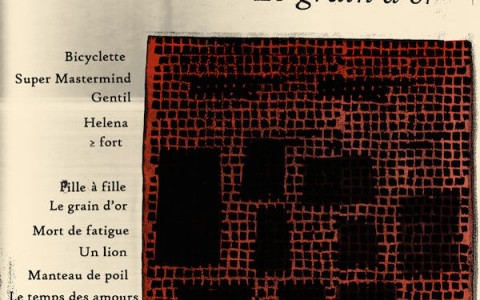 Le grain d'or
Bicyclette
Super Mastermind
Gentil
Helena
≥ fort
Fille à fille
Le grain d'or
Mort de fatigue
Un lion
Manteau de poil
Le temps des amours